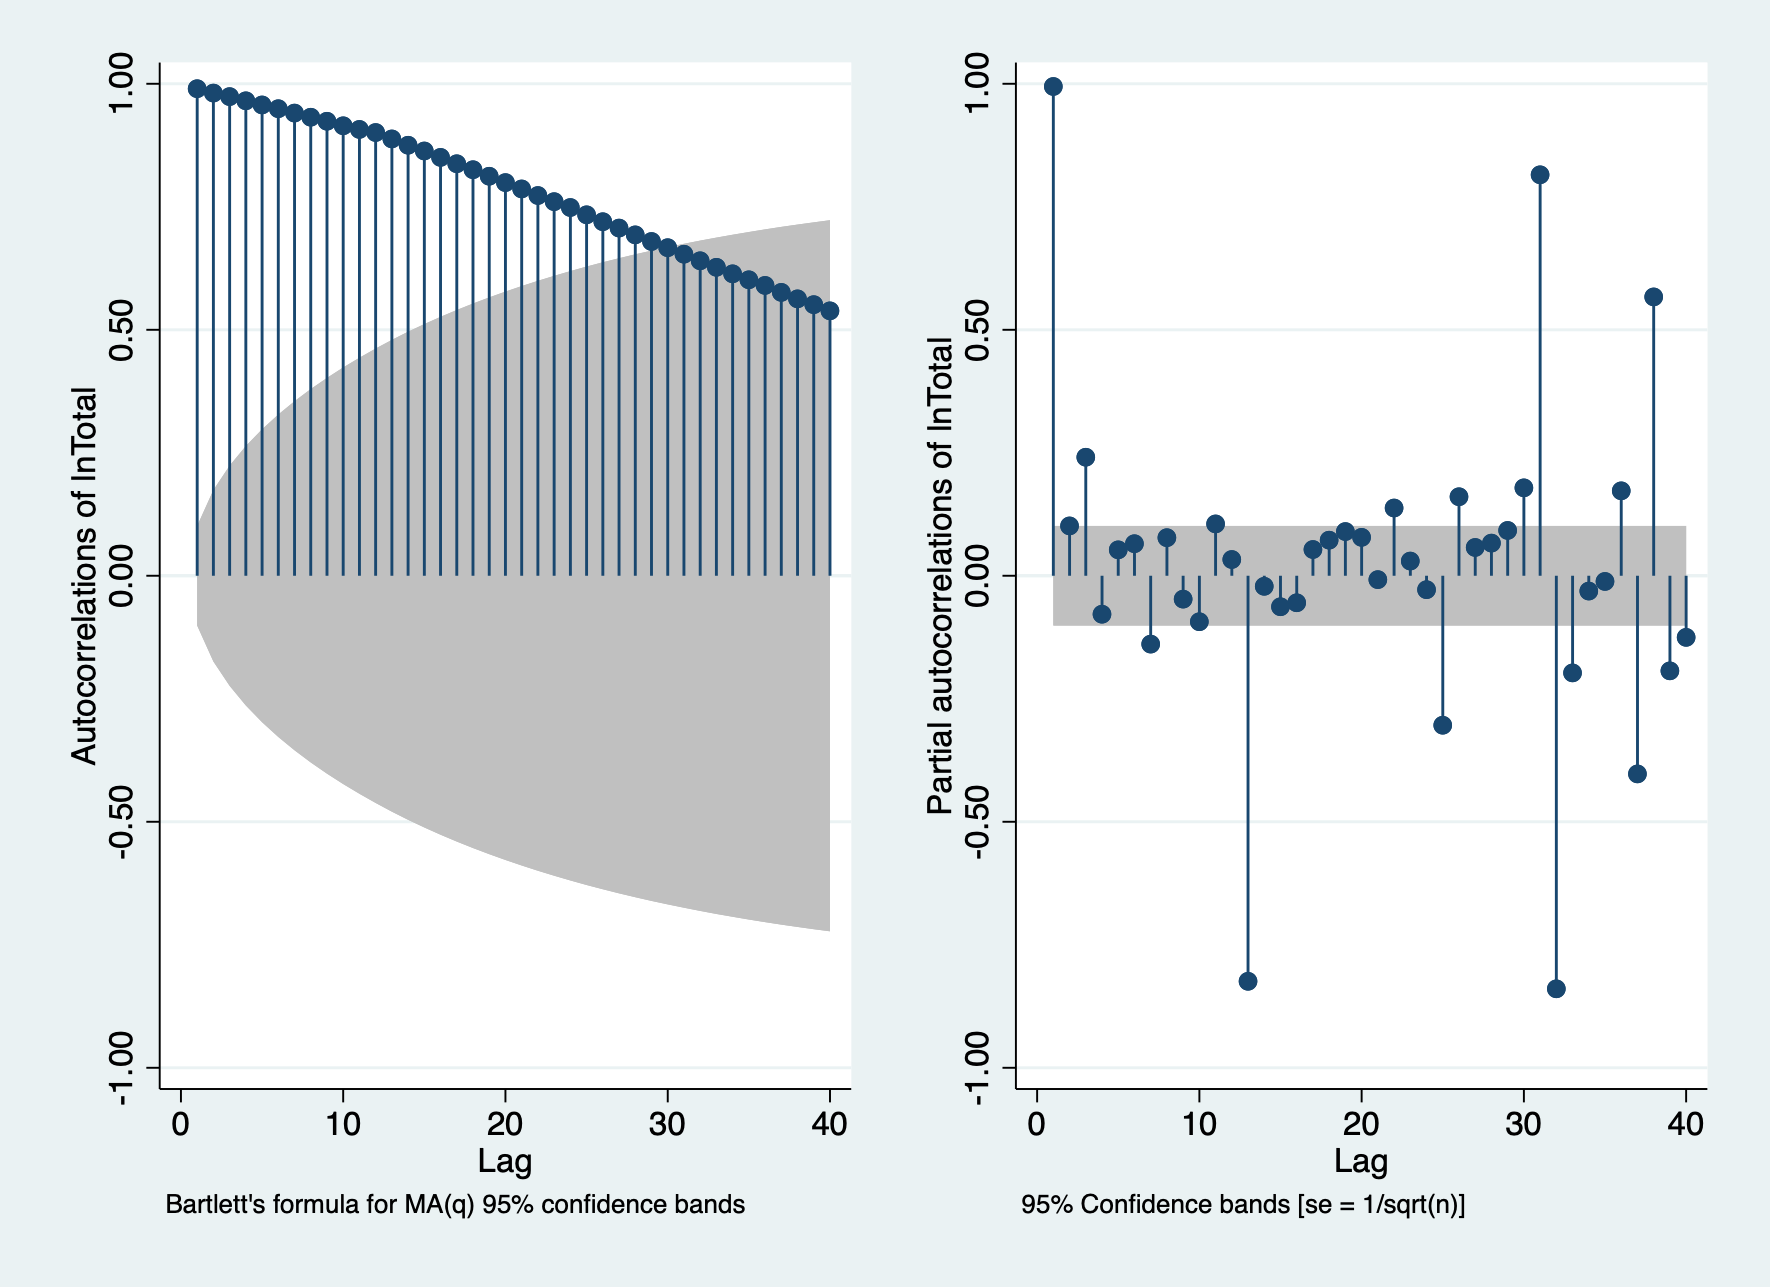 Autocorrelations of lnTotal
1.00
0.50
0.00
-0.50
-1.00
0 10 20 30 40
Lag
Bartlett's formula for MA(q) 95% confidence bands
Partial autocorrelations of lnTotal
1.00
0.50
0.00
-0.50
-1.00
0 10 20 30 40
Lag
95% Confidence bands [se = 1/sqrt(n)]